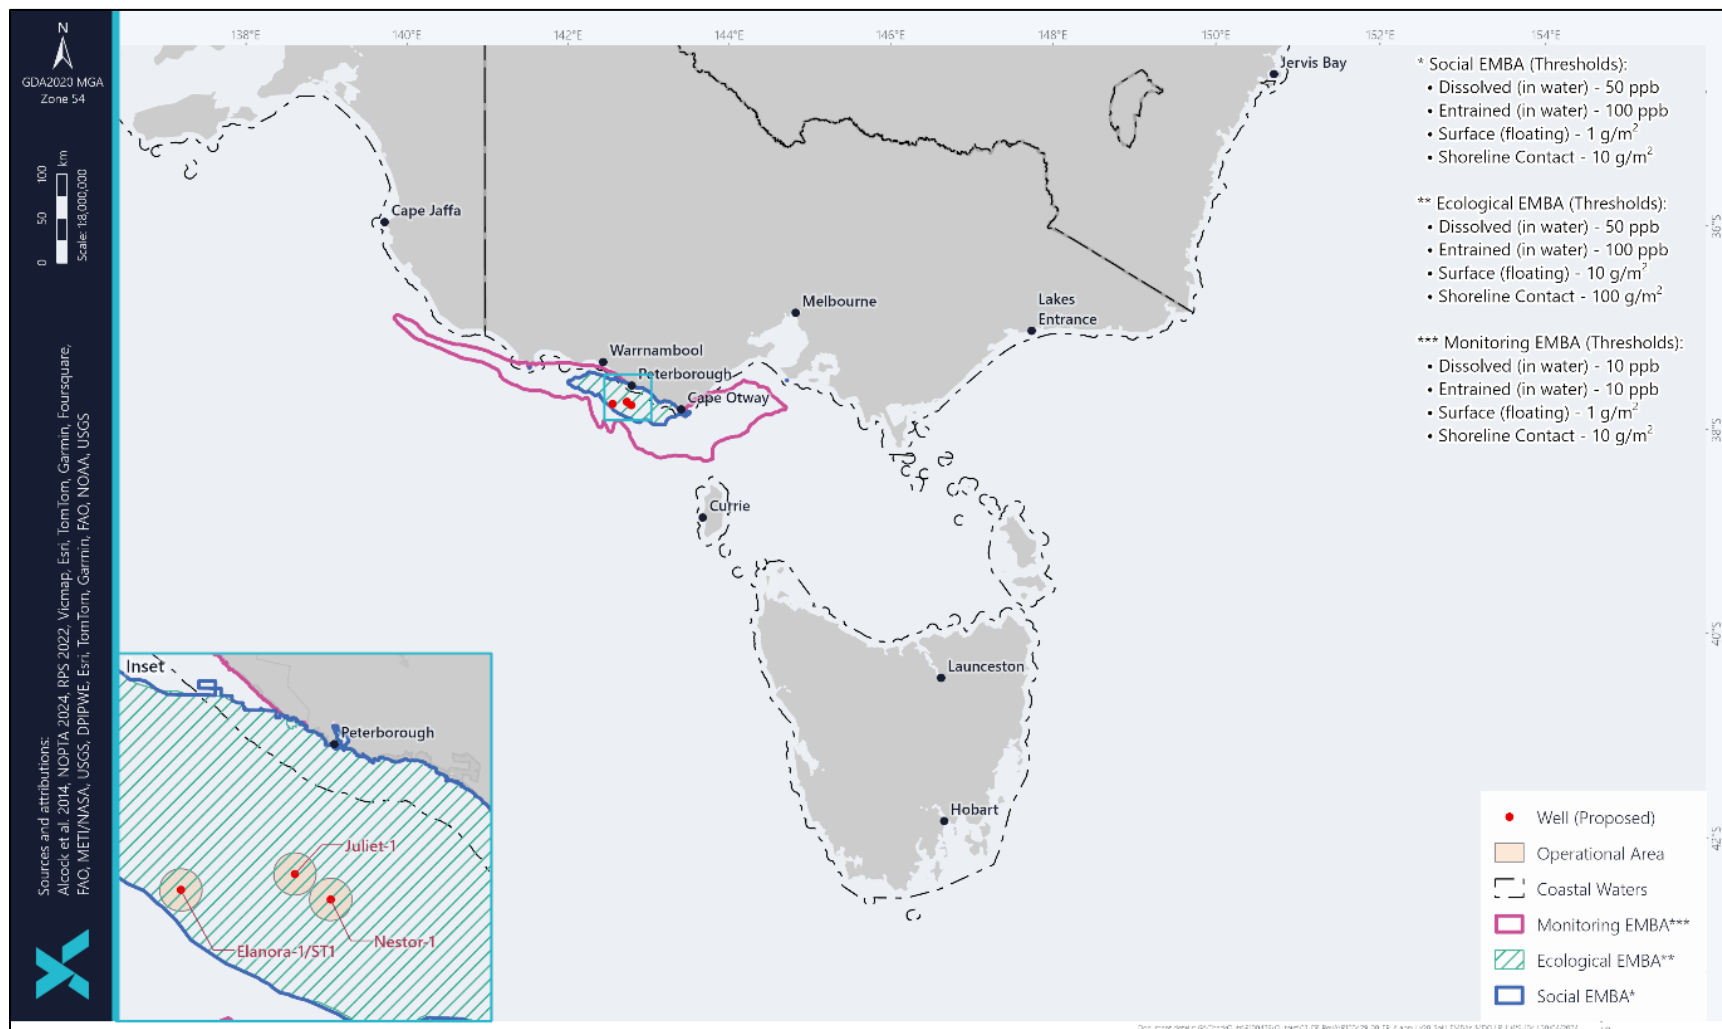 N
GDA2020 MGA
Zone 54
0 50 100 km
Scale: 1:8,000,000
Sources and attributions:
Alcock et al. 2014, NOPTA 2024, RPS 2022, Vicmap, Esri, TomTom, Garmin, Foursquare,
FAO, METI/NASA, USGS, DPIPWE, Esri, TomTom, Garmin, FAO, NOAA, USGS
138°E
140°E
142°E
144°E
146°E
148°E
150°E
152°E
154°E
36°S
38°S
40°S
42°S
Jervis Bay
Cape Jaffa
Melbourne
Lakes
Entrance
Warrnambool
Peterborough
Cape Otway
Currie
Launceston
Hobart
* Social EMBA (Thresholds):
• Dissolved (in water) - 50 ppb
• Entrained (in water) - 100 ppb
• Surface (floating) - 1 g/m²
• Shoreline Contact - 10 g/m²
** Ecological EMBA (Thresholds):
• Dissolved (in water) - 50 ppb
• Entrained (in water) - 100 ppb
• Surface (floating) - 10 g/m²
• Shoreline Contact - 100 g/m²
*** Monitoring EMBA (Thresholds):
• Dissolved (in water) - 10 ppb
• Entrained (in water) - 10 ppb
• Surface (floating) - 1 g/m²
• Shoreline Contact - 10 g/m²
Inset
Peterborough
Juliet-1
Nestor-1
Elanora-1/ST1
Well (Proposed)
Operational Area
Coastal Waters
Monitoring EMBA***
Ecological EMBA**
Social EMBA*